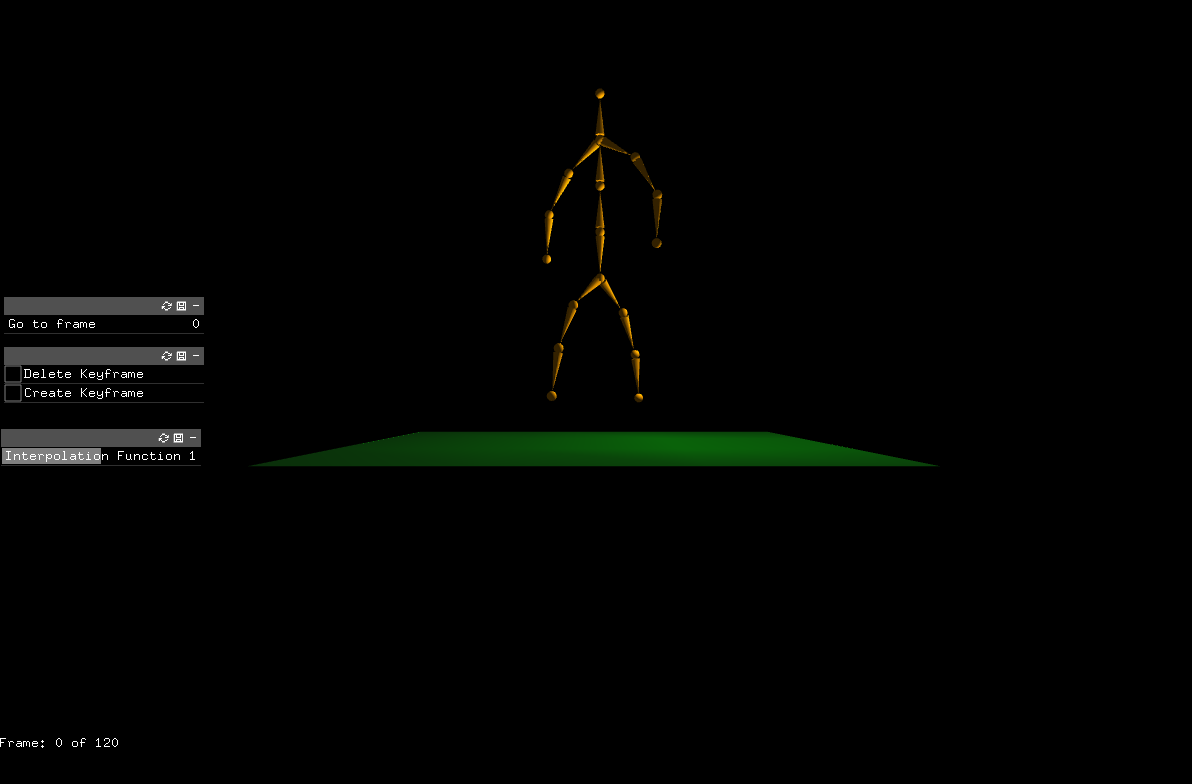 Go to frame 0
Delete Keyframe
Create Keyframe
Interpolation Function 1
Frame: 0 of 120